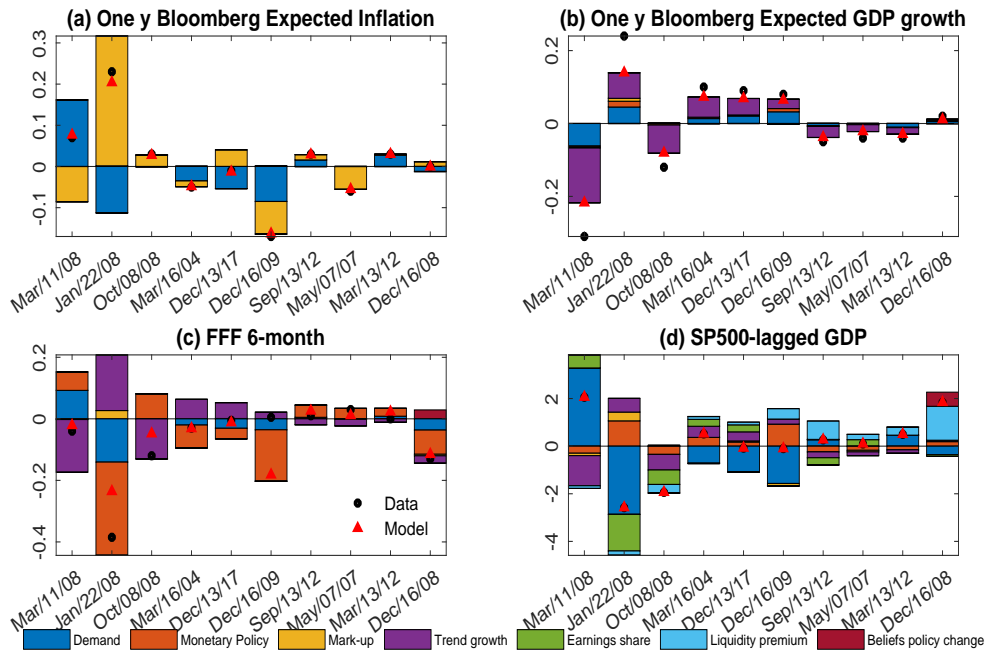 (a) One y Bloomberg Expected Inflation
0.3
0.2
0.1
0
-0.1
Mar/11/08
Jan/22/08
Oct/08/8
Mar/16/04
Dec/13/17
Dec/16/09
Sep/13/12
May/07/07
Mar/13/12
Dec/16/08
(b) One y Bloomberg Expected GDP growth
0.2
0
-0.2
Mar/11/08
Jan/22/08
Oct/08/8
Mar/16/04
Dec/13/17
Dec/16/09
Sep/13/12
May/07/07
Mar/13/12
Dec/16/08
(c) FFF 6-month
0.2
0
-0.2
-0.4
Data
Model
Mar/11/08
Jan/22/08
Oct/08/8
Mar/16/04
Dec/13/17
Dec/16/09
Sep/13/12
May/07/07
Mar/13/12
Dec/16/08
(d) SP500-lagged GDP
2
0
-2
-4
Mar/11/08
Jan/22/08
Oct/08/8
Mar/16/04
Dec/13/17
Dec/16/09
Sep/13/12
May/07/07
Mar/13/12
Dec/16/08
Demand Monetary Policy Mark-up Trend growth Earnings share Liquidity premium Beliefs policy change